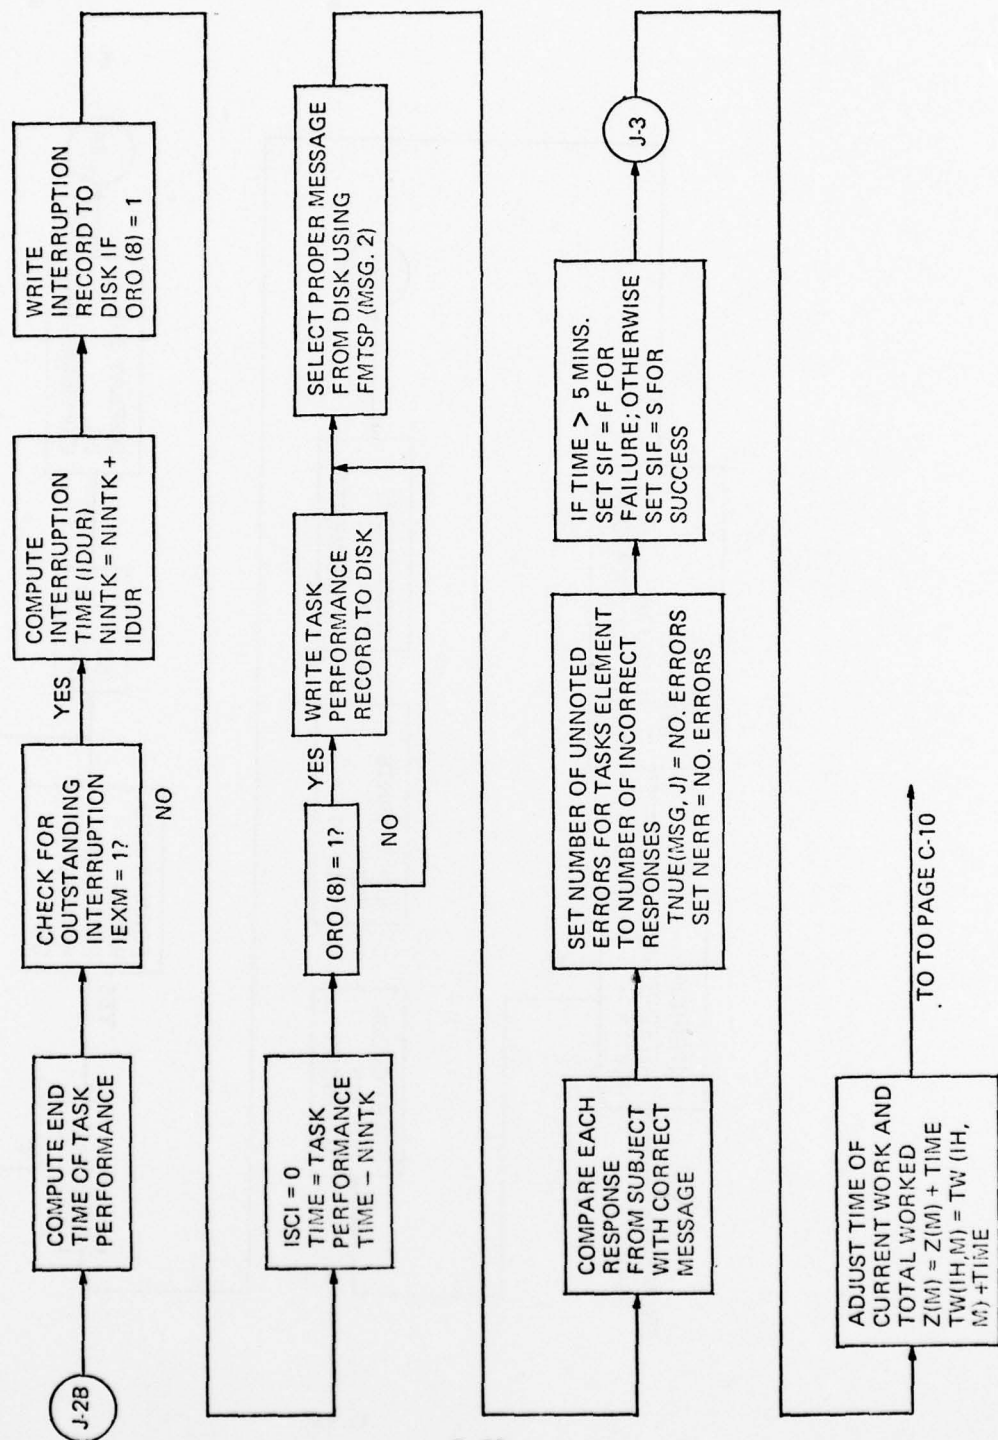 J-2B
COMPUTE END
TIME OF TASK
PERFORMANCE
CHECK FOR
OUTSTANDING
INTERRUPTION
IEXM = 1?
YES
NO
COMPUTE
INTERRUPTION
TIME (IDUR)
NINTK = NINTK +
IDUR
WRITE
INTERRUPTION
RECORD TO
DISK IF
ORO (8) = 1
ISCI = 0
TIME = TASK
PERFORMANCE
TIME – NINTK
ORO (8) = 1?
YES
NO
WRITE TASK
PERFORMANCE
RECORD TO DISK
SELECT PROPER MESSAGE
FROM DISK USING
FMTSP (MSG. 2)
COMPARE EACH
RESPONSE
FROM SUBJECT
WITH CORRECT
MESSAGE
SET NUMBER OF UNNOTED
ERRORS FOR TASKS ELEMENT
TO NUMBER OF INCORRECT
RESPONSES
TNUE(MSG, J) = NO. ERRORS
SET NERR = NO. ERRORS
IF TIME > 5 MINS.
SET SIF = F FOR
FAILURE; OTHERWISE
SET SIF = S FOR
SUCCESS
J-3
ADJUST TIME OF
CURRENT WORK AND
TOTAL WORKED
Z(M) = Z(M) + TIME
TW(IH,M) = TW (IH,
M) +TIME
TO TO PAGE C-10